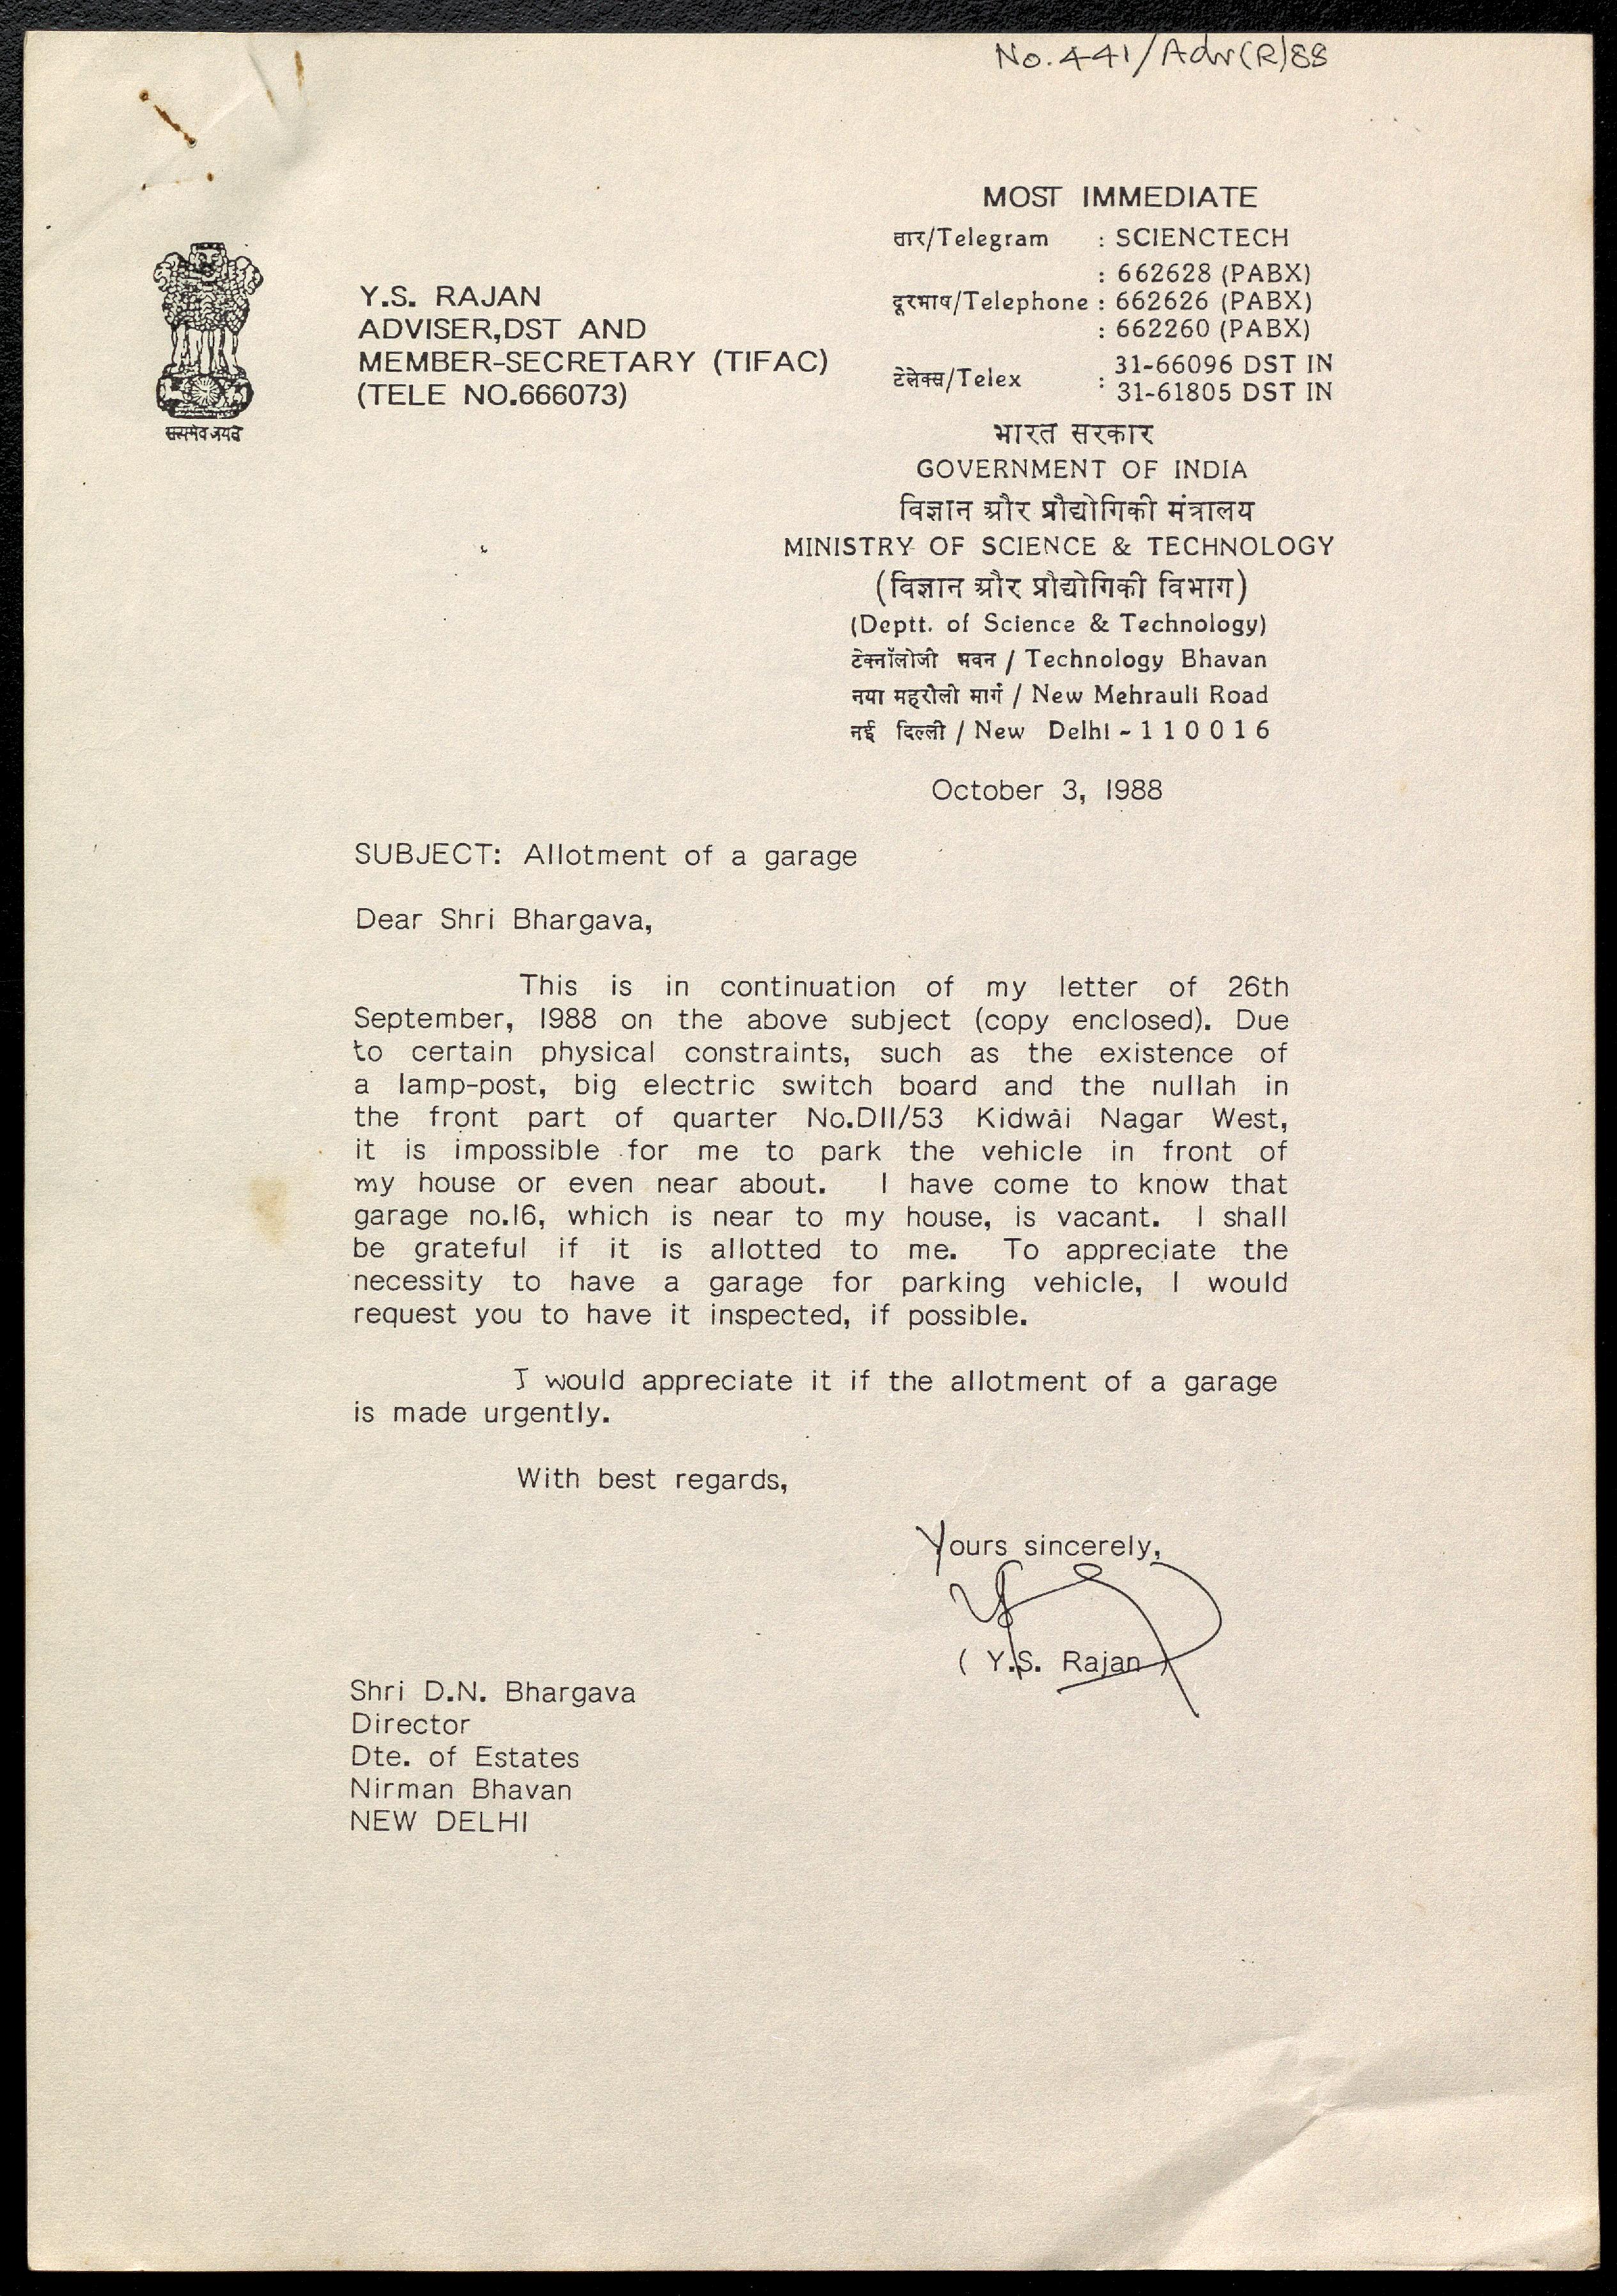 No.441/Adv(R)88
MOST IMMEDIATE
तार/Telegram : SCIENCTECH
: 662628 (PABX)
दूरभाष/Telephone : 662626 (PABX)
: 662260 (PABX)
टेलेक्स/Telex : 31-66096 DST IN
31-61805 DST IN
सत्यमेव जयते
Y.S. RAJAN
ADVISER,DST AND
MEMBER-SECRETARY (TIFAC)
(TELE NO.666073)
भारत सरकार
GOVERNMENT OF INDIA
विज्ञान और प्रौद्योगिकी मंत्रालय
MINISTRY OF SCIENCE & TECHNOLOGY
(विज्ञान और प्रौद्योगिकी विभाग)
(Deptt. of Science & Technology)
टेक्नॉलोजी भवन / Technology Bhavan
नया महरौली मार्ग / New Mehrauli Road
नई दिल्ली / New Delhi - 110016
October 3, 1988
SUBJECT: Allotment of a garage
Dear Shri Bhargava,
This is in continuation of my letter of 26th
September, 1988 on the above subject (copy enclosed). Due
to certain physical constraints, such as the existence of
a lamp-post, big electric switch board and the nullah in
the front part of quarter No.DII/53 Kidwai Nagar West,
it is impossible for me to park the vehicle in front of
my house or even near about. I have come to know that
garage no.16, which is near to my house, is vacant. I shall
be grateful if it is allotted to me. To appreciate the
necessity to have a garage for parking vehicle, I would
request you to have it inspected, if possible.
I would appreciate it if the allotment of a garage
is made urgently.
With best regards,
Yours sincerely,
( Y.S. Rajan )
Shri D.N. Bhargava
Director
Dte. of Estates
Nirman Bhavan
NEW DELHI